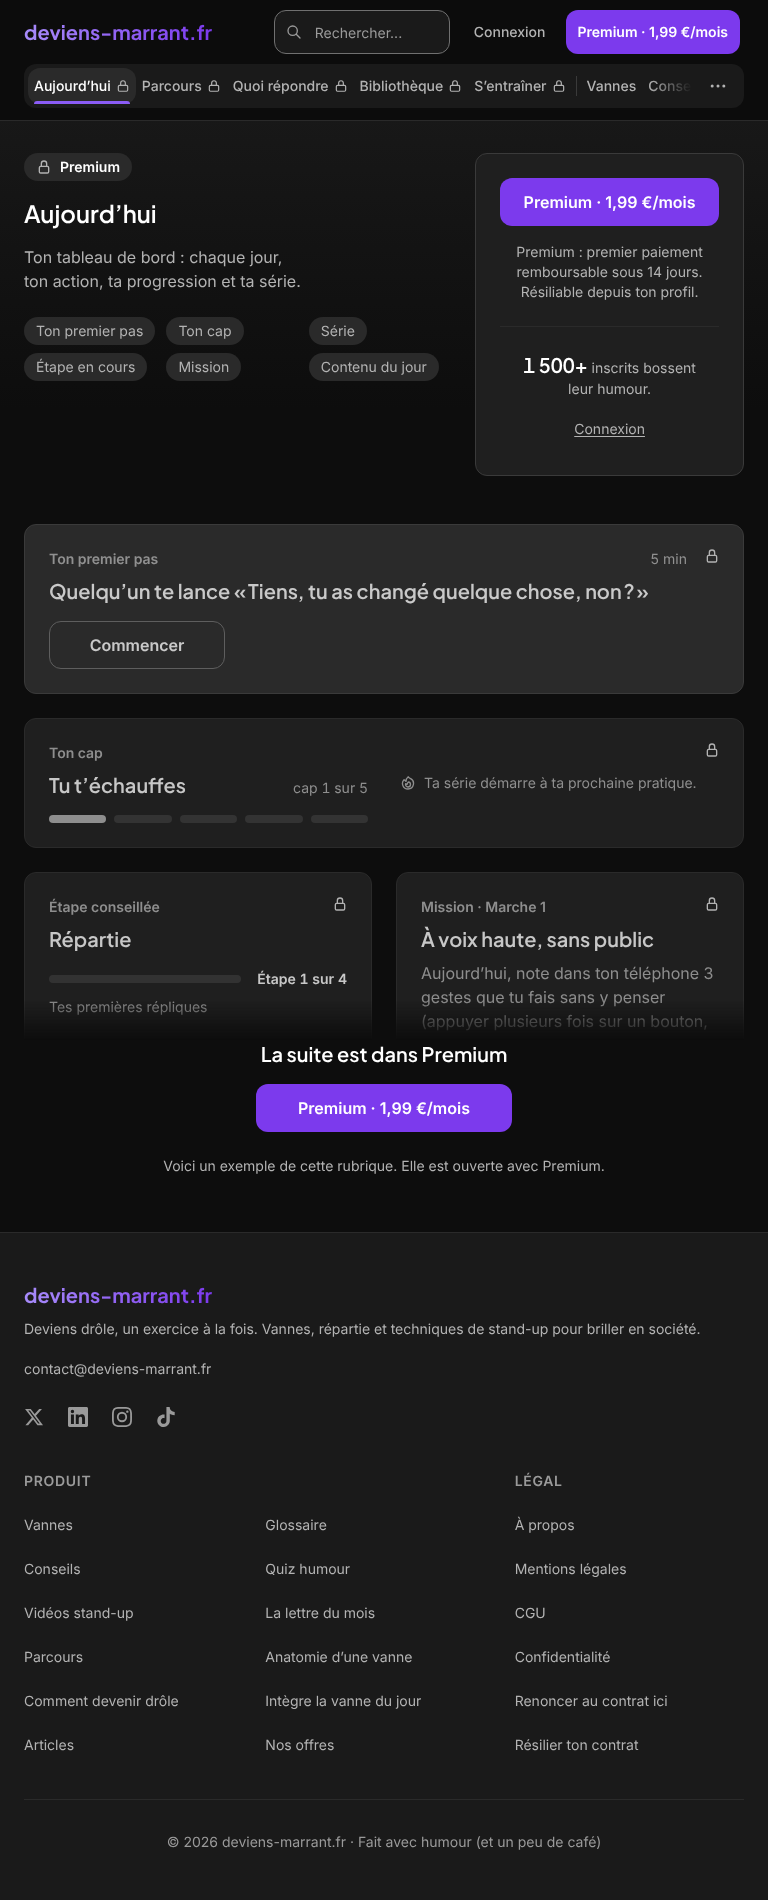 deviens-marrant.fr
Rechercher...
Connexion
Premium · 1,99 €/mois
Aujourd’hui
Parcours
Quoi répondre
Bibliothèque
S’entraîner
Vannes
Conse
Premium
Aujourd’hui
Ton tableau de bord : chaque jour,
ton action, ta progression et ta série.
Ton premier pas
Ton cap
Série
Étape en cours
Mission
Contenu du jour
Premium · 1,99 €/mois
Premium : premier paiement
remboursable sous 14 jours.
Résiliable depuis ton profil.
1 500+ inscrits bossent
leur humour.
Connexion
Ton premier pas
5 min
Quelqu’un te lance « Tiens, tu as changé quelque chose, non ? »
Commencer
Ton cap
Tu t’échauffes
cap 1 sur 5
Ta série démarre à ta prochaine pratique.
Étape conseillée
Répartie
Étape 1 sur 4
Tes premières répliques
Mission · Marche 1
À voix haute, sans public
Aujourd’hui, note dans ton téléphone 3
gestes que tu fais sans y penser
(appuyer plusieurs fois sur un bouton,
La suite est dans Premium
Premium · 1,99 €/mois
Voici un exemple de cette rubrique. Elle est ouverte avec Premium.
deviens-marrant.fr
Deviens drôle, un exercice à la fois. Vannes, répartie et techniques de stand-up pour briller en société.
contact@deviens-marrant.fr
PRODUIT
Vannes
Conseils
Vidéos stand-up
Parcours
Comment devenir drôle
Articles
Glossaire
Quiz humour
La lettre du mois
Anatomie d’une vanne
Intègre la vanne du jour
Nos offres
LÉGAL
À propos
Mentions légales
CGU
Confidentialité
Renoncer au contrat ici
Résilier ton contrat
© 2026 deviens-marrant.fr · Fait avec humour (et un peu de café)